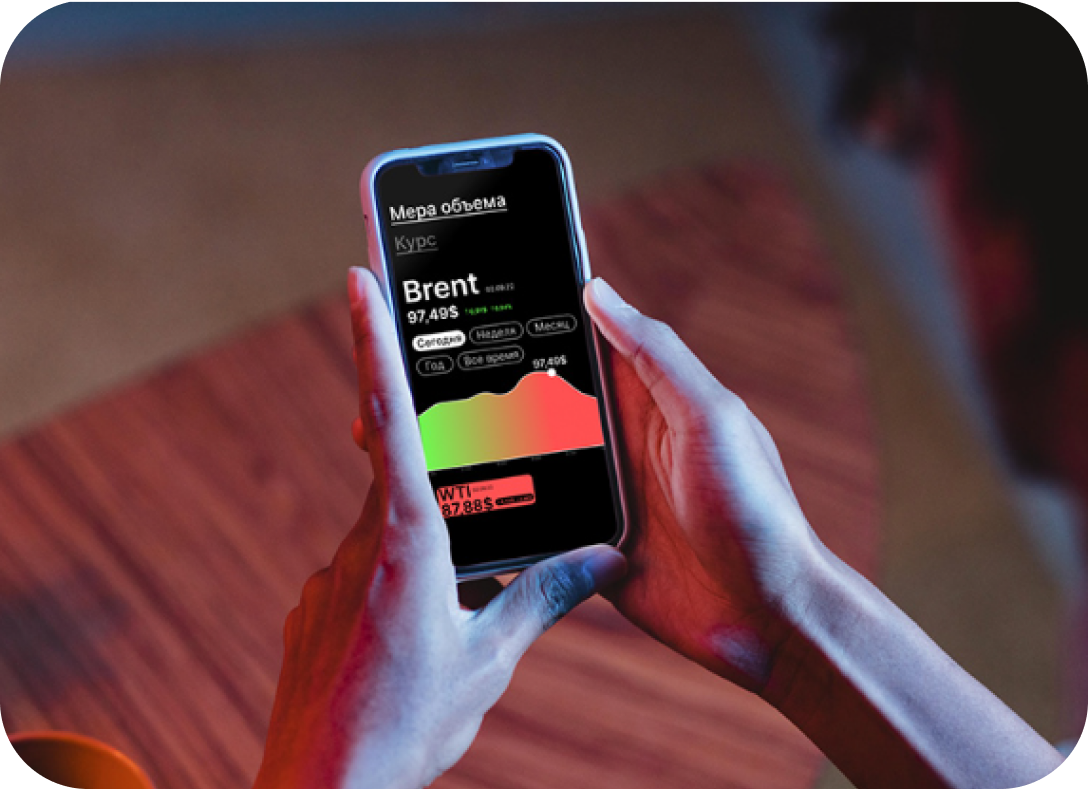 Мера объема
Курс
Brent
97,49$
Сегодня Неделя Месяц
Год Все время
97,49$
WTI
87,88$